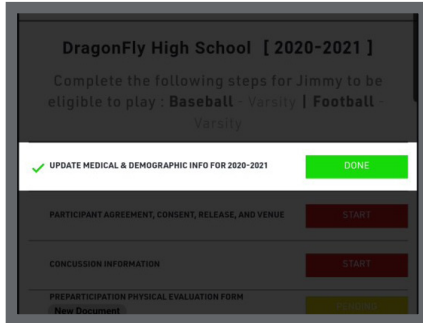 DragonFly High School [ 2020-2021 ]
Complete the following steps for Jimmy to be
eligible to play : Baseball - Varsity | Football -
Varsity
UPDATE MEDICAL & DEMOGRAPHIC INFO FOR 2020-2021 DONE
PARTICIPANT AGREEMENT, CONSENT, RELEASE, AND VENUE START
CONCUSSION INFORMATION START
PREPARTICIPATION PHYSICAL EVALUATION FORM
New Document PENDING